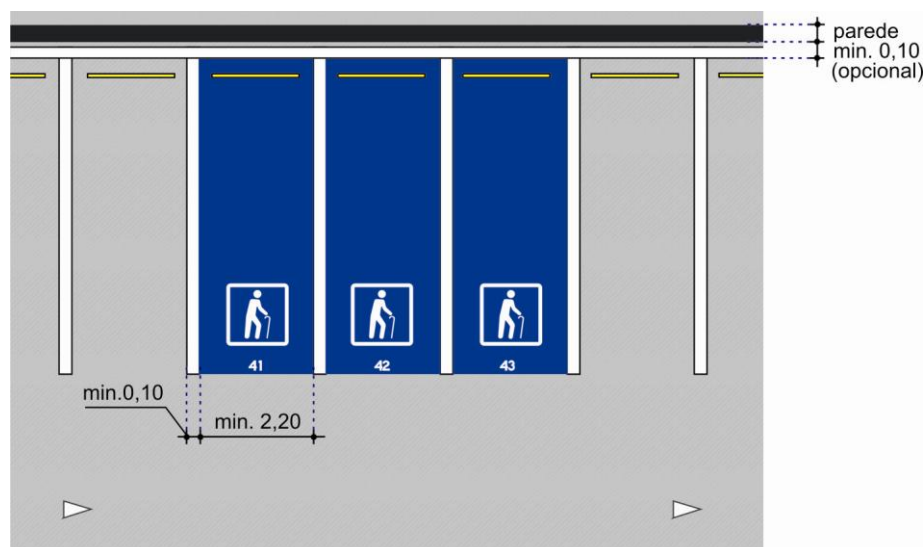 parede
min. 0,10
(opcional)
41 42 43
min.0,10
min. 2,20